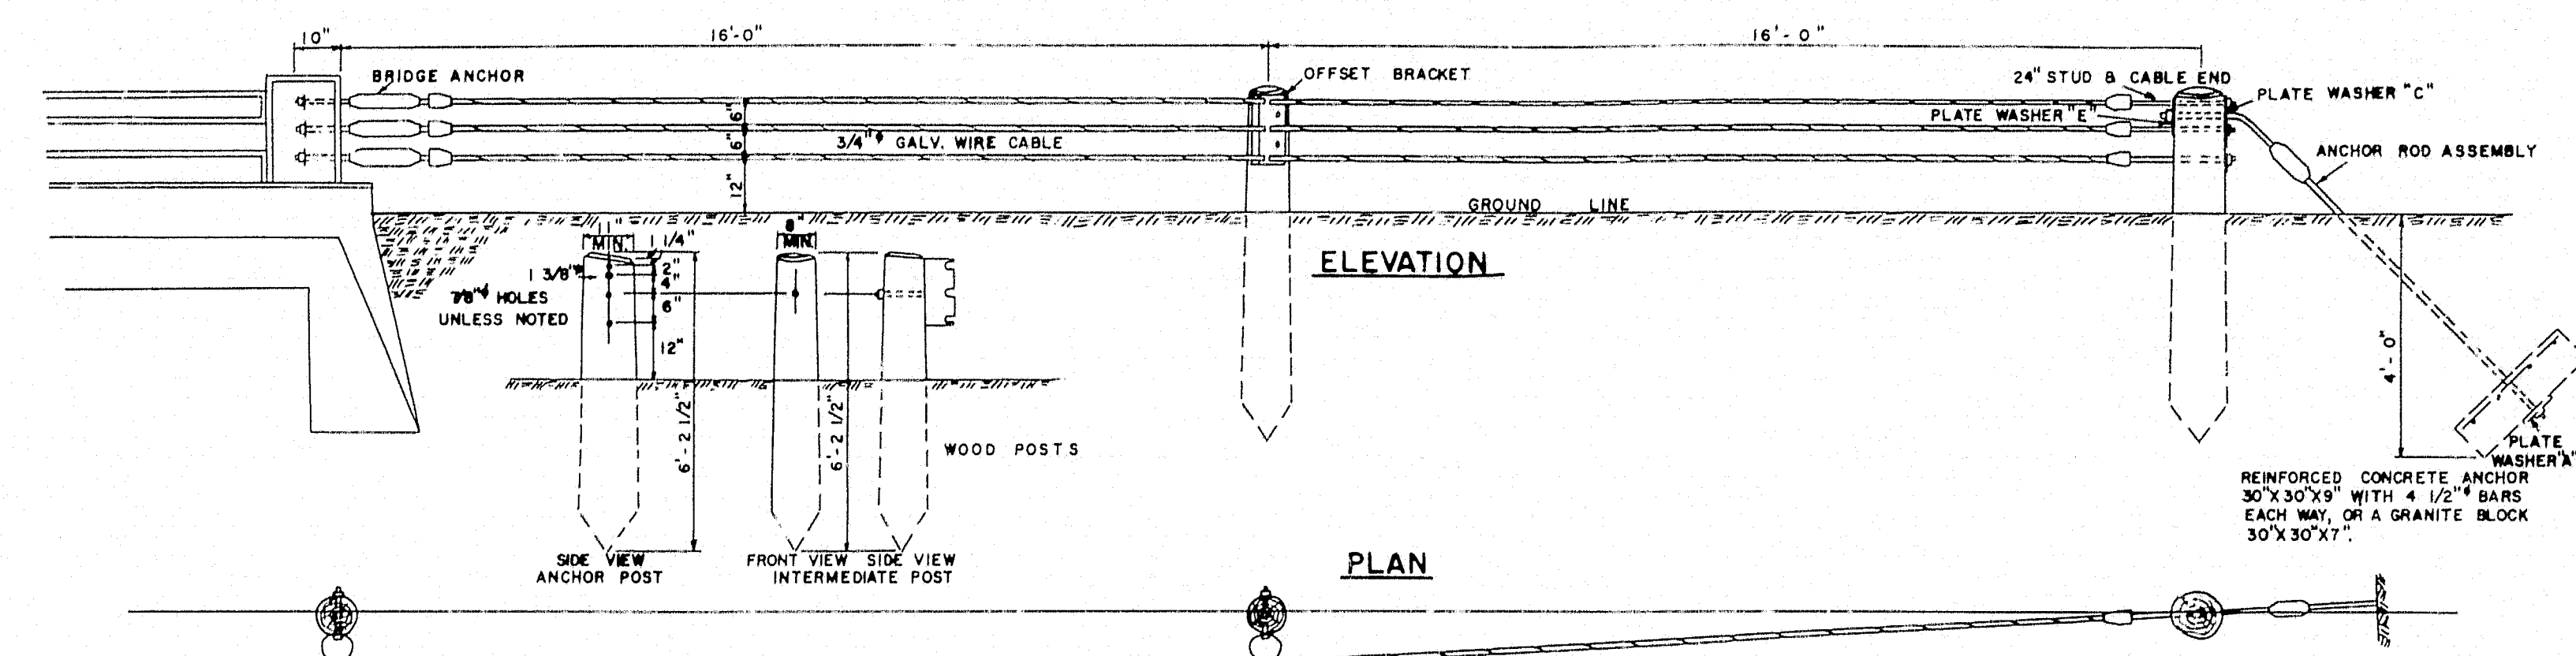 10" 16'-0" 16'-0"
BRIDGE ANCHOR
OFFSET BRACKET
24" STUD & CABLE END
PLATE WASHER "C"
PLATE WASHER "E"
6"
6"
12"
3/4"ϕ GALV. WIRE CABLE
ANCHOR ROD ASSEMBLY
GROUND LINE
ELEVATION
MIN.
1 1/4"
8"
MIN.
2"
1 3/8"ϕ
4"
7/8"ϕ HOLES
UNLESS NOTED
6"
12"
6'-2 1/2"
6'-2 1/2"
WOOD POSTS
4'-0"
PLATE
WASHER "A"
REINFORCED CONCRETE ANCHOR
30"X30"X9" WITH 4 1/2"ϕ BARS
EACH WAY, OR A GRANITE BLOCK
30"X30"X7".
SIDE VIEW
ANCHOR POST
FRONT VIEW SIDE VIEW
INTERMEDIATE POST
PLAN